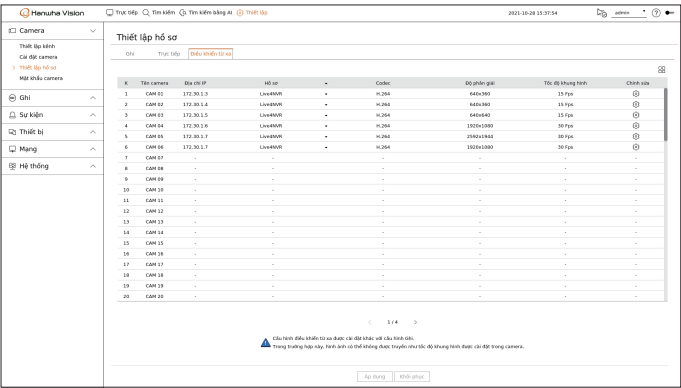 Hanwha Vision
Trực tiếp Tìm kiếm Tìm kiếm bằng AI Thiết lập 2021-10-28 15:37:54 admin
Camera
Thiết lập kênh
Cài đặt camera
Thiết lập hồ sơ
Mật khẩu camera
Ghi
Sự kiện
Thiết bị
Mạng
Hệ thống
Thiết lập hồ sơ
Ghi Trực tiếp Điều khiển từ xa
K Tên camera Địa chỉ IP Hồ sơ Codec Độ phân giải Tốc độ khung hình Chỉnh sửa
1 CAM 01 172.30.1.3 Live4NVR H.264 640x360 15 Fps
2 CAM 02 172.30.1.4 Live4NVR H.264 640x360 15 Fps
3 CAM 03 172.30.1.5 Live4NVR H.264 640x640 15 Fps
4 CAM 04 172.30.1.6 Live4NVR H.264 1920x1080 30 Fps
5 CAM 05 172.30.1.7 Live4NVR H.264 2592x1944 30 Fps
6 CAM 06 172.30.1.7 Live4NVR H.264 1920x1080 30 Fps
7 CAM 07 - - - - -
8 CAM 08 - - - - -
9 CAM 09 - - - - -
10 CAM 10 - - - - -
11 CAM 11 - - - - -
12 CAM 12 - - - - -
13 CAM 13 - - - - -
14 CAM 14 - - - - -
15 CAM 15 - - - - -
16 CAM 16 - - - - -
17 CAM 17 - - - - -
18 CAM 18 - - - - -
19 CAM 19 - - - - -
20 CAM 20 - - - - -
< 1 / 4 >
Cấu hình điều khiển từ xa được cài đặt khác với cấu hình Ghi.
Trong trường hợp này, hình ảnh có thể không được truyền như tốc độ khung hình được cài đặt trong camera.
Áp dụng Khôi phục